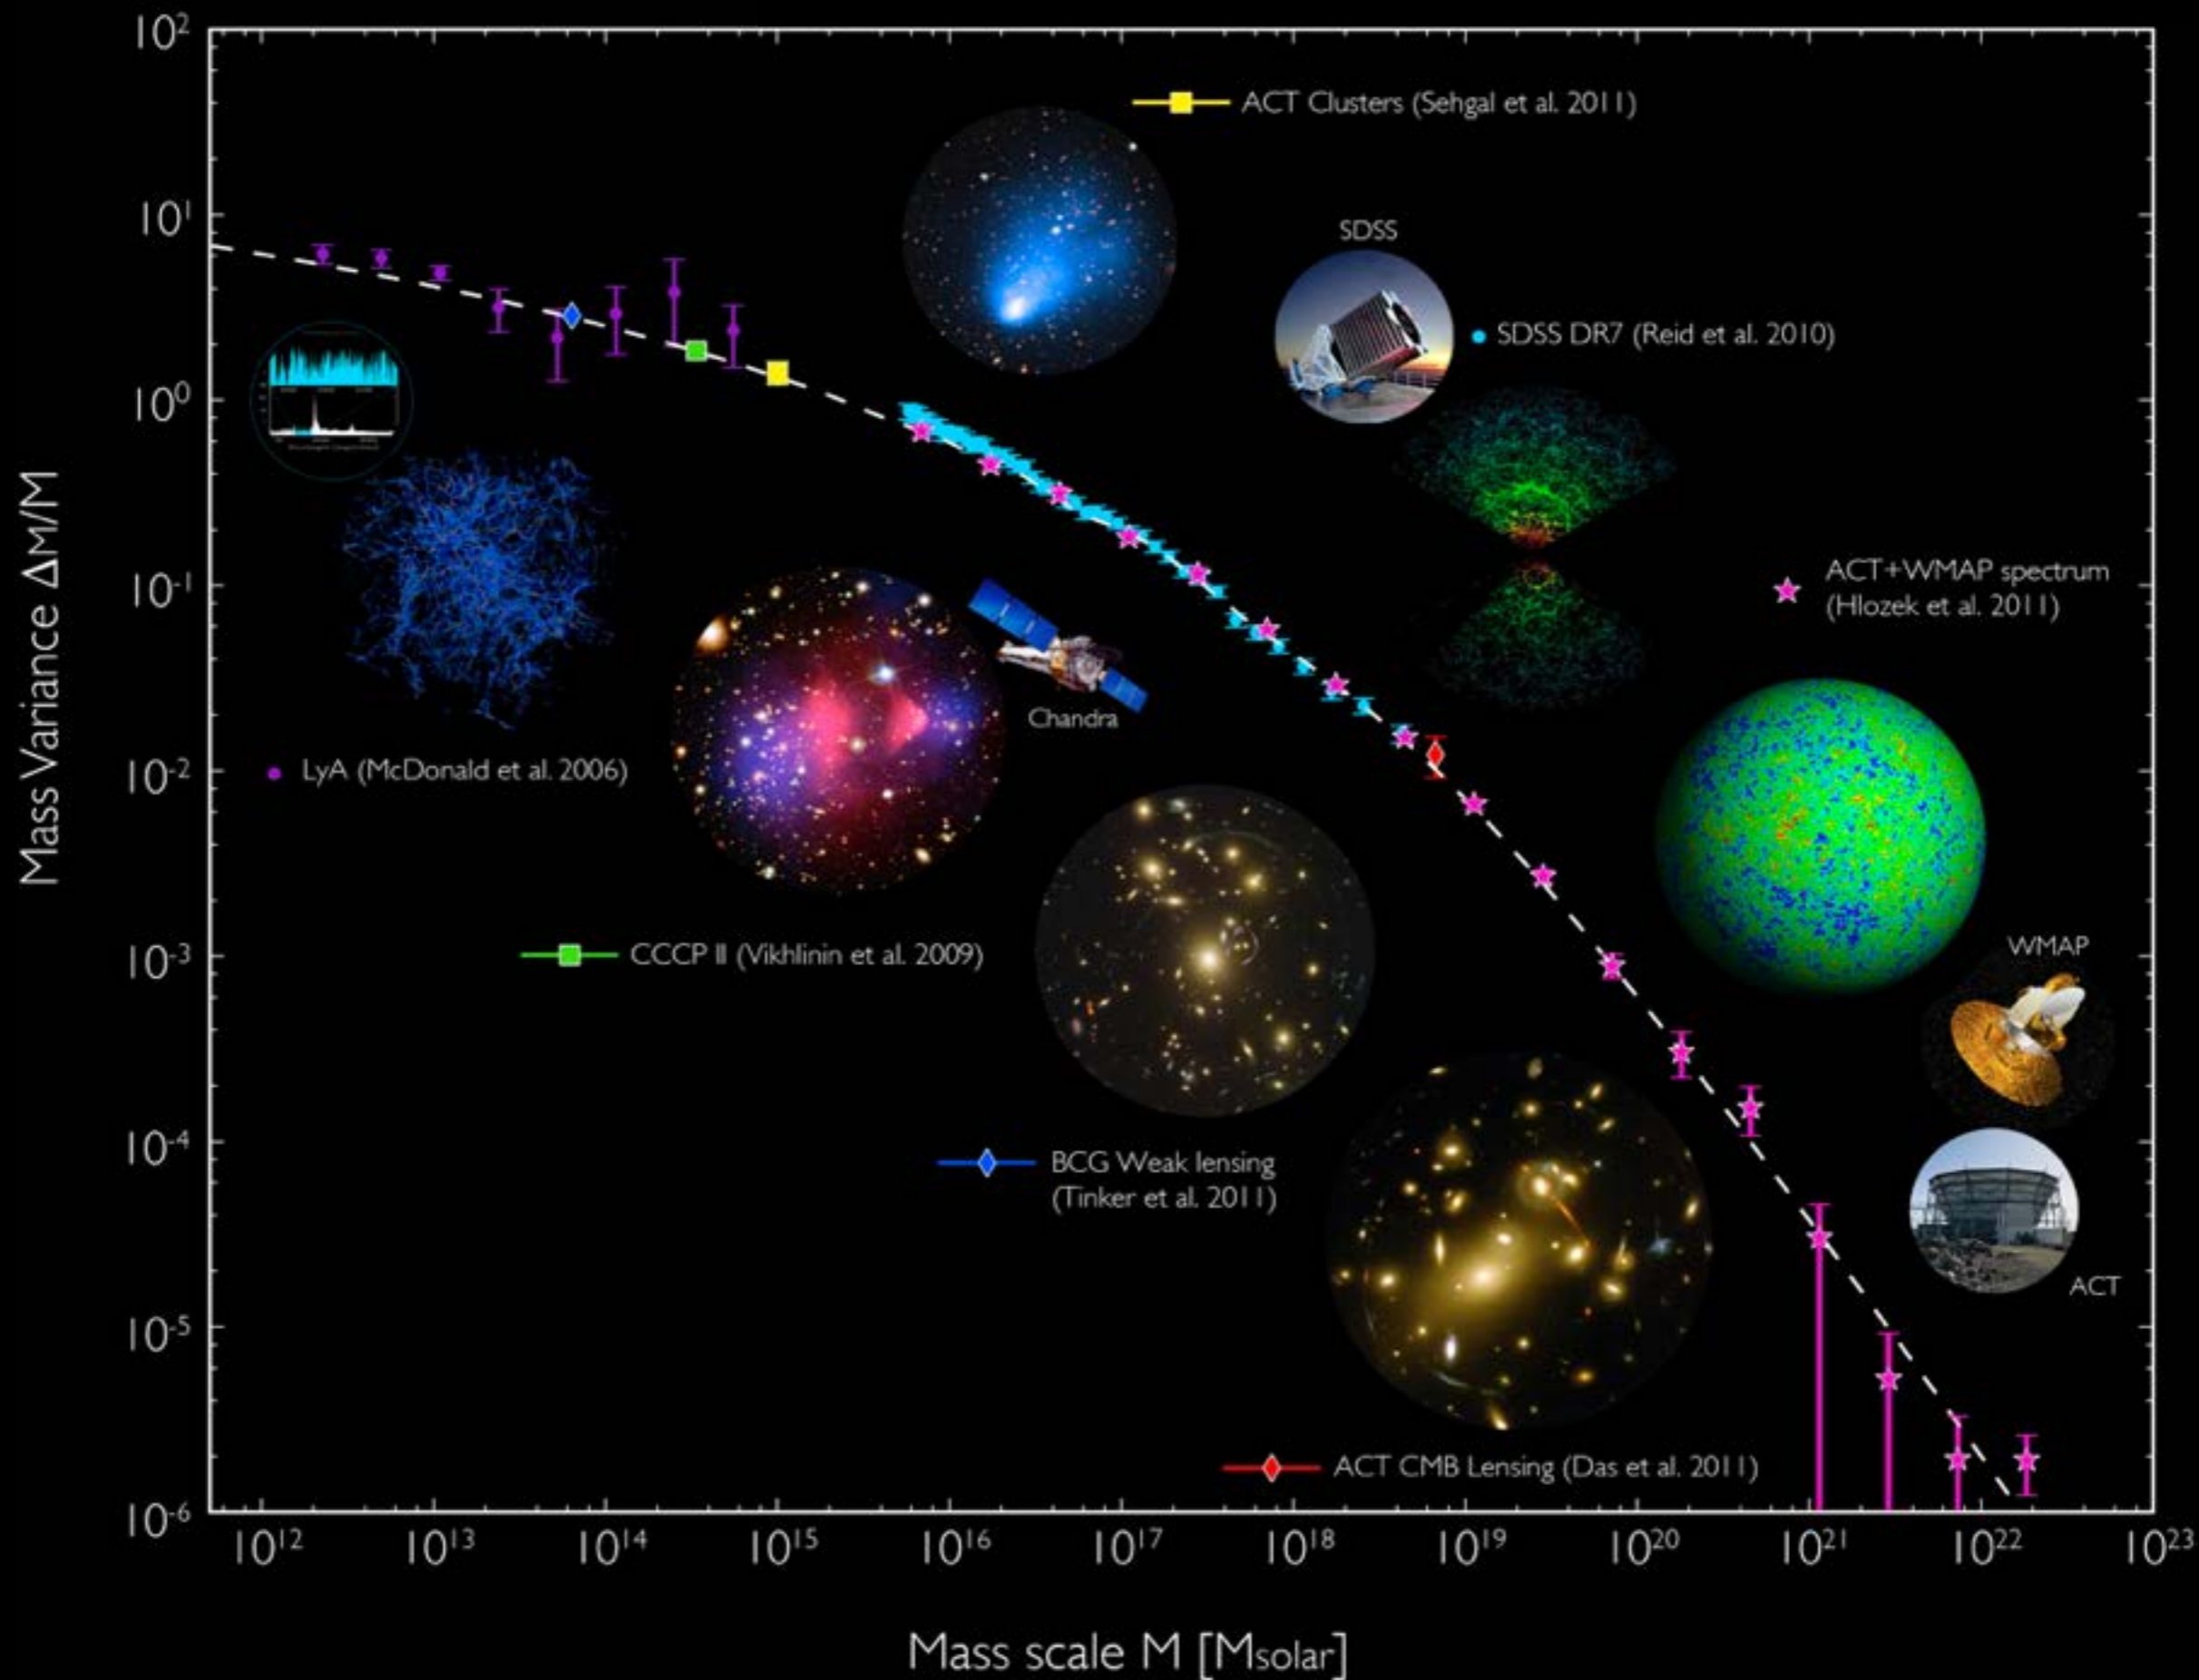 10²
10¹
10⁰
10⁻¹
10⁻²
10⁻³
10⁻⁴
10⁻⁵
10⁻⁶
Mass Variance ΔM/M
ACT Clusters (Sehgal et al. 2011)
SDSS
SDSS DR7 (Reid et al. 2010)
ACT+WMAP spectrum
(Hlozek et al. 2011)
Chandra
LyA (McDonald et al. 2006)
WMAP
CCCP II (Vikhlinin et al. 2009)
BCG Weak lensing
(Tinker et al. 2011)
ACT
ACT CMB Lensing (Das et al. 2011)
10¹² 10¹³ 10¹⁴ 10¹⁵ 10¹⁶ 10¹⁷ 10¹⁸ 10¹⁹ 10²⁰ 10²¹ 10²² 10²³
Mass scale M [Msolar]